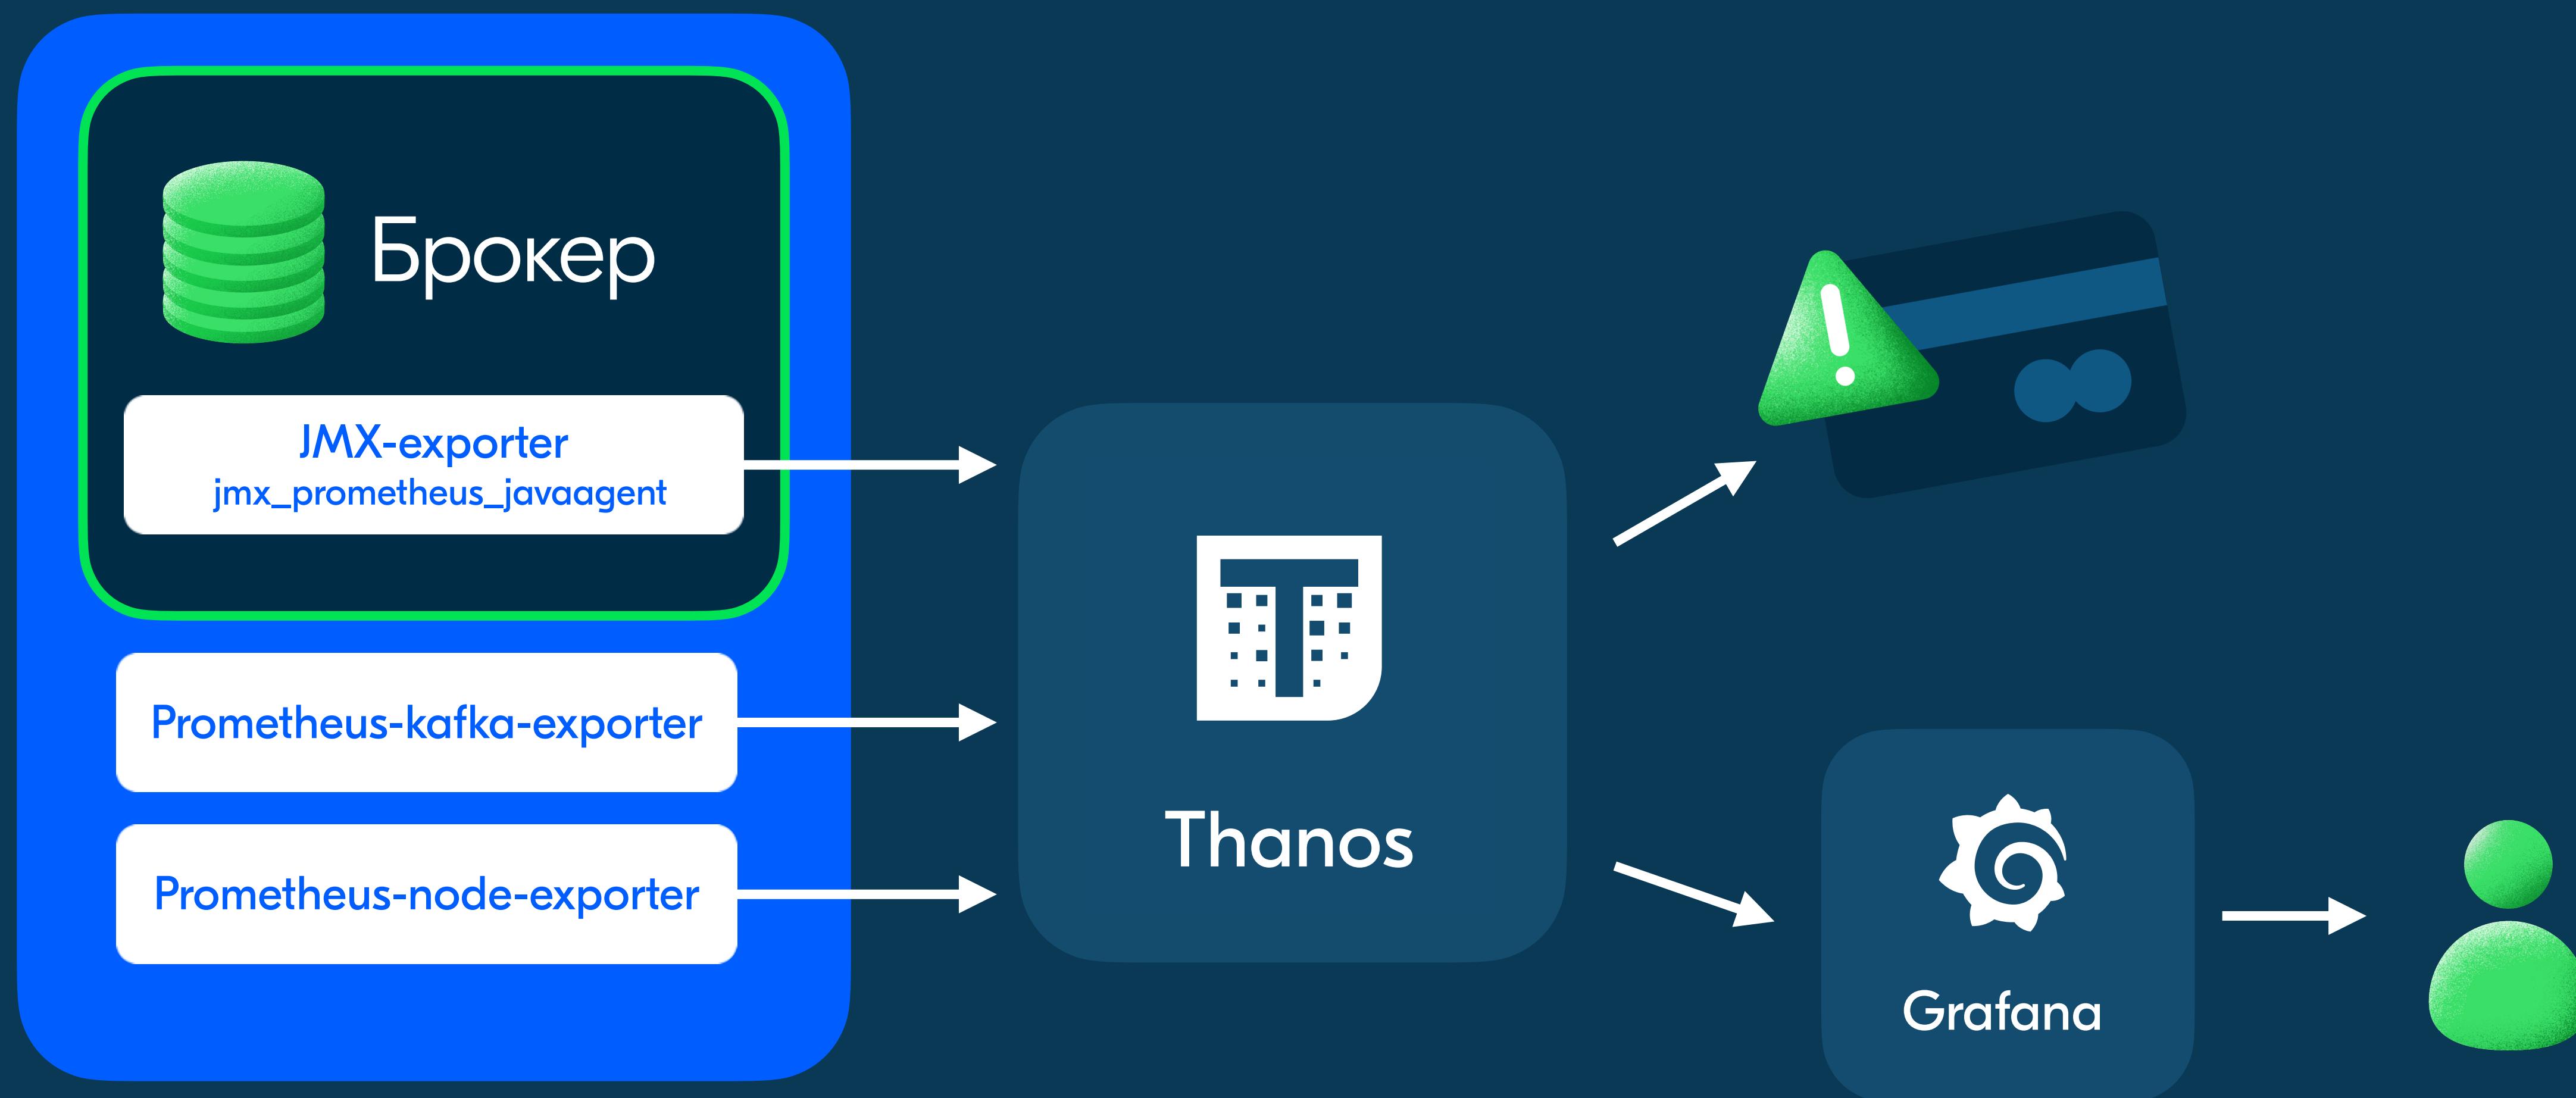 Брокер
JMX-exporter
jmx_prometheus_javaagent
Prometheus-kafka-exporter
Prometheus-node-exporter
Thanos
Grafana